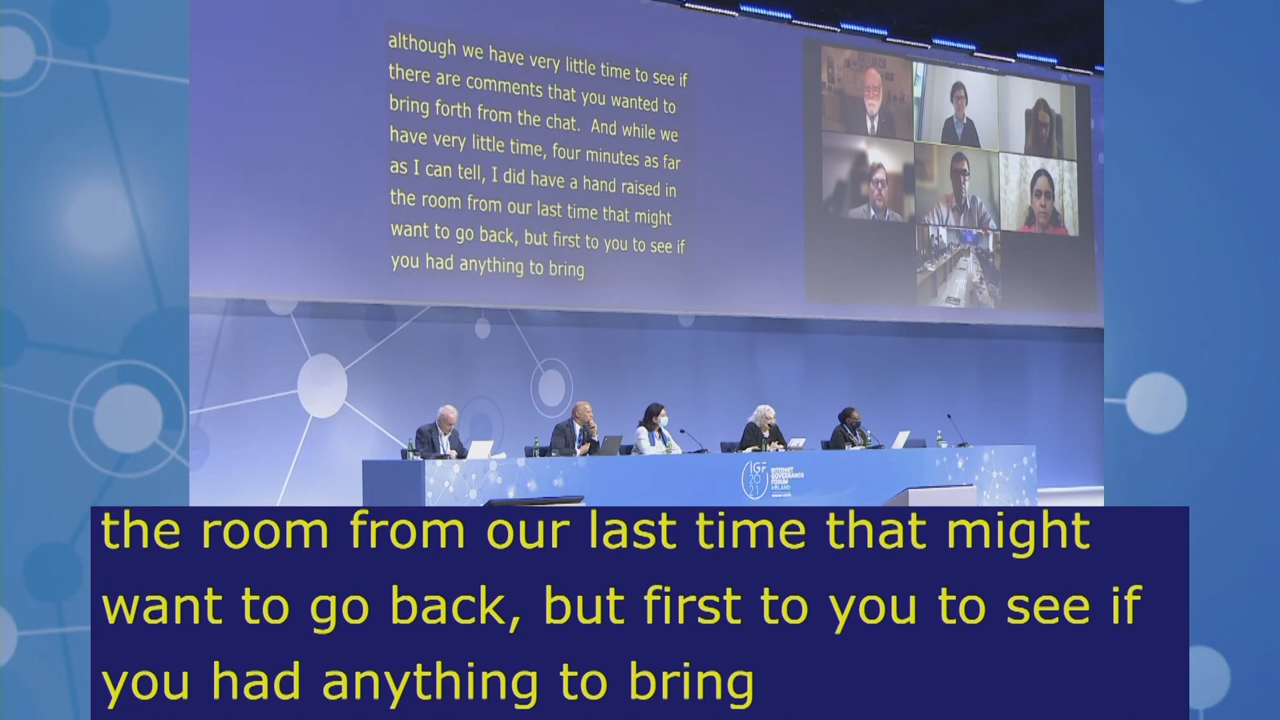 although we have very little time to see if
there are comments that you wanted to
bring forth from the chat.  And while we
have very little time, four minutes as far
as I can tell, I did have a hand raised in
the room from our last time that might
want to go back, but first to you to see if
you had anything to bring
IGF
20
21
INTERNET
GOVERNANCE
FORUM
POLAND
the room from our last time that might
want to go back, but first to you to see if
you had anything to bring